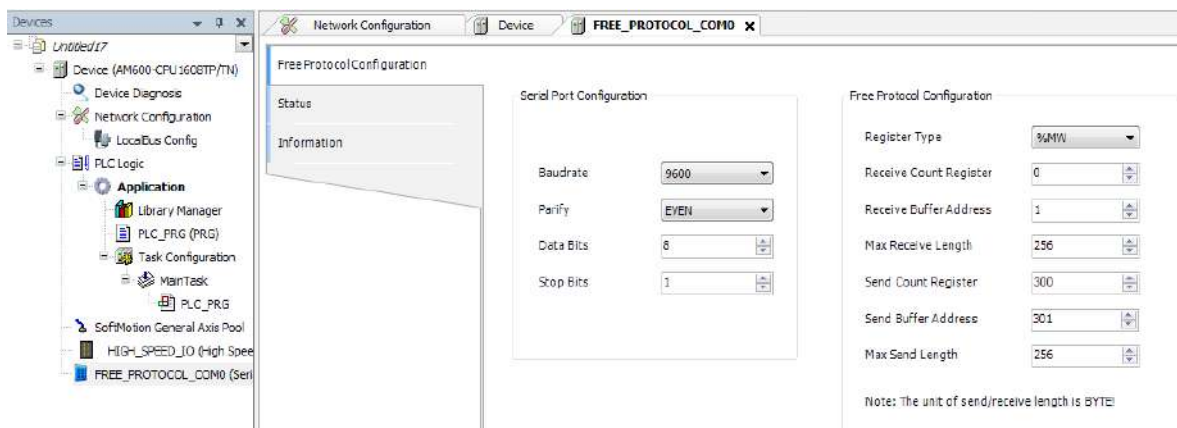 Devices
Untitled17
Device (AM600-CPU1608TP/TN)
Device Diagnosis
Network Configuration
LocalBus Config
PLC Logic
Application
Library Manager
PLC_PRG (PRG)
Task Configuration
MainTask
PLC_PRG
SoftMotion General Axis Pool
HIGH_SPEED_IO (High Spee
FREE_PROTOCOL_COM0 (Seri
Network Configuration
Device
FREE_PROTOCOL_COM0 X
Free Protocol Configuration
Status
Information
Serial Port Configuration
Baudrate 9600
Parify EVEN
Data Bits 8
Stop Bits 1
Free Protocol Configuration
Register Type %MW
Receive Count Register 0
Receive Buffer Address 1
Max Receive Length 256
Send Count Register 300
Send Buffer Address 301
Max Send Length 256
Note: The unit of send/receive length is BYTE!